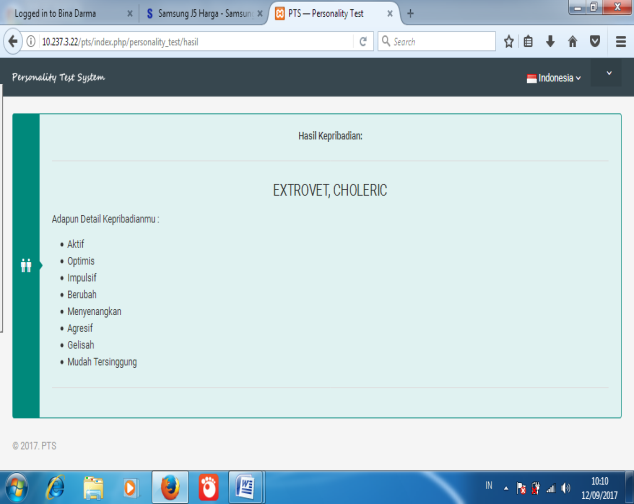 Logged in to Bina Darma
Samsung J5 Harga - Samsun
PTS — Personality Test
10.237.3.22/pts/index.php/personality_test/hasil
Search
Personality Test System
Indonesia
Hasil Kepribadian:
EXTROVET, CHOLERIC
Adapun Detail Kepribadianmu :
Aktif
Optimis
Impulsif
Berubah
Menyenangkan
Agresif
Gelisah
Mudah Tersinggung
© 2017. PTS
IN
10:10
12/09/2017